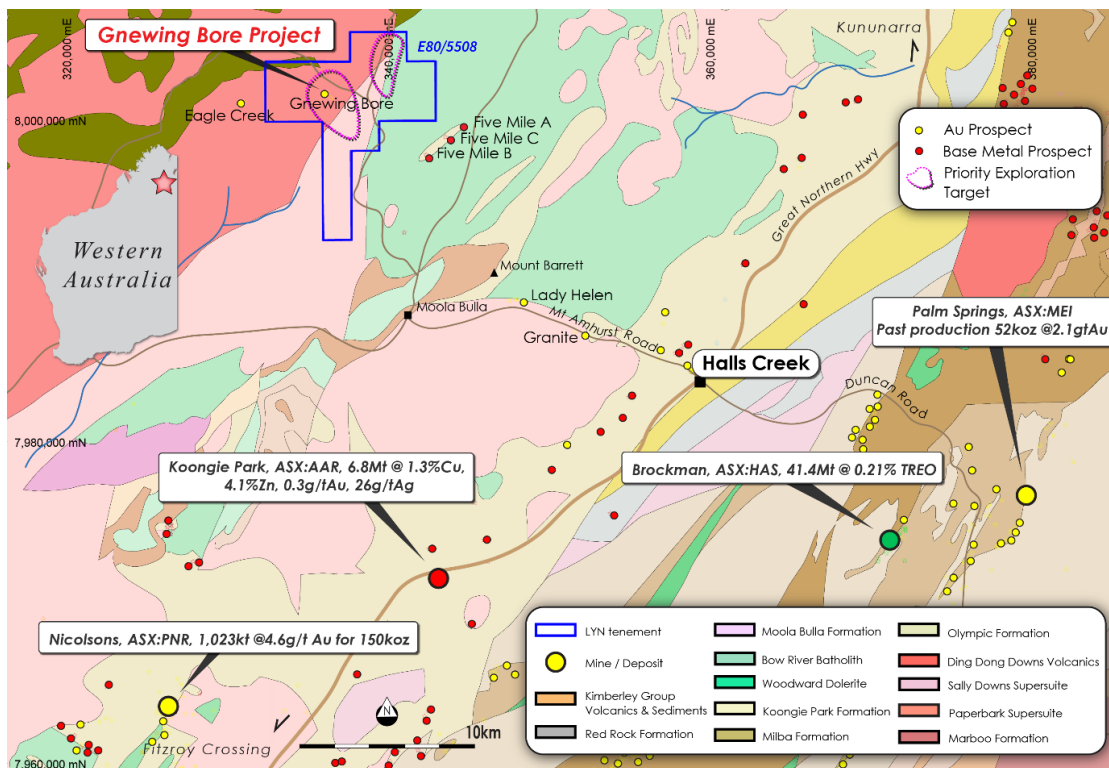 320,000 mE
340,000 mE
360,000 mE
380,000 mE
Gnewing Bore Project
E80/5508
Kununarra
8,000,000 mN
Eagle Creek
Gnewing Bore
Five Mile A
Five Mile C
Five Mile B
Au Prospect
Base Metal Prospect
Priority Exploration
Target
Western
Australia
Great Northern Hwy
Mount Barrett
Moola Bulla
Lady Helen
Mt Amhurst Road
Granite
Halls Creek
Palm Springs, ASX:MEI
Past production 52koz @2.1gtAu
Duncan Road
7,980,000 mN
Koongie Park, ASX:AAR, 6.8Mt @ 1.3%Cu,
4.1%Zn, 0.3g/tAu, 26g/tAg
Brockman, ASX:HAS, 41.4Mt @ 0.21% TREO
Nicolsons, ASX:PNR, 1,023kt @4.6g/t Au for 150koz
Fitzroy Crossing
N
10km
7,960,000 mN
LYN tenement
Mine / Deposit
Kimberley Group
Volcanics & Sediments
Red Rock Formation
Moola Bulla Formation
Bow River Batholith
Woodward Dolerite
Koongie Park Formation
Milba Formation
Olympic Formation
Ding Dong Downs Volcanics
Sally Downs Supersuite
Paperbark Supersuite
Marboo Formation